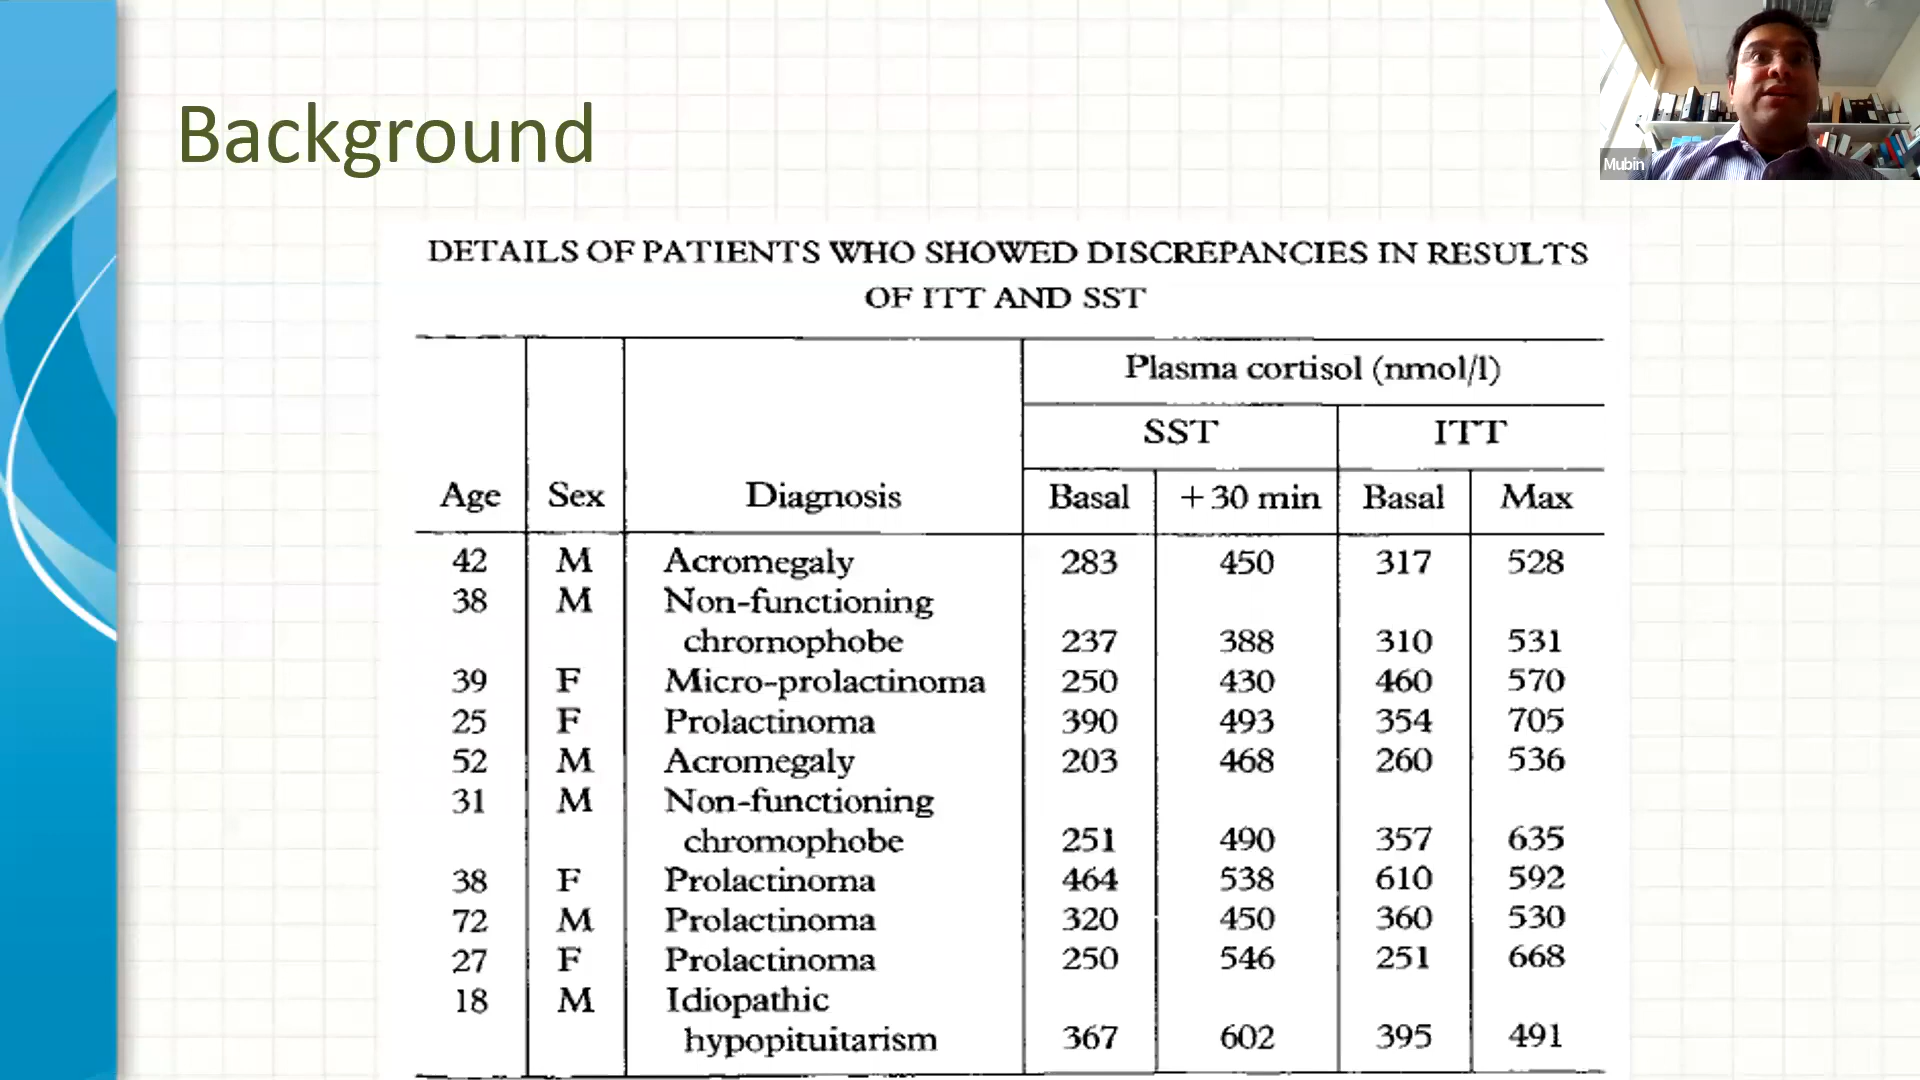 Background
Mubin
DETAILS OF PATIENTS WHO SHOWED DISCREPANCIES IN RESULTS
OF ITT AND SST
Plasma cortisol (nmol/l)
SST ITT
Age Sex Diagnosis Basal +30 min Basal Max
42 M Acromegaly 283 450 317 528
38 M Non-functioning
chromophobe 237 388 310 531
39 F Micro-prolactinoma 250 430 460 570
25 F Prolactinoma 390 493 354 705
52 M Acromegaly 203 468 260 536
31 M Non-functioning
chromophobe 251 490 357 635
38 F Prolactinoma 464 538 610 592
72 M Prolactinoma 320 450 360 530
27 F Prolactinoma 250 546 251 668
18 M Idiopathic
hypopituitarism 367 602 395 491